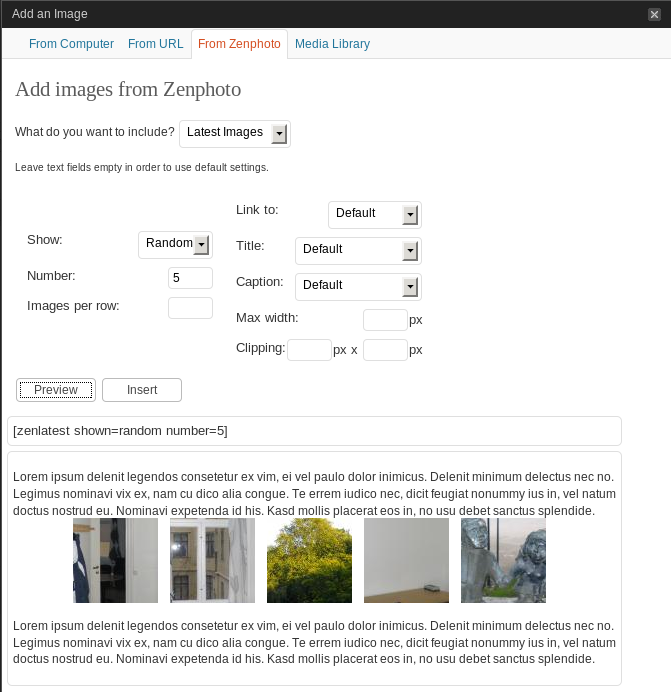 Add an Image
From Computer From URL From Zenphoto Media Library
Add images from Zenphoto
What do you want to include? Latest Images
Leave text fields empty in order to use default settings.
Link to: Default
Show: Random
Title: Default
Number: 5
Caption: Default
Images per row:
Max width: px
Clipping: px x px
Preview Insert
[zenlatest shown=random number=5]
Lorem ipsum delenit legendos consetetur ex vim, ei vel paulo dolor inimicus. Delenit minimum delectus nec no.
Legimus nominavi vix ex, nam cu dico alia congue. Te errem iudico nec, dicit feugiat nonummy ius in, vel natum
doctus nostrud eu. Nominavi expetenda id his. Kasd mollis placerat eos in, no usu debet sanctus splendide.
Lorem ipsum delenit legendos consetetur ex vim, ei vel paulo dolor inimicus. Delenit minimum delectus nec no.
Legimus nominavi vix ex, nam cu dico alia congue. Te errem iudico nec, dicit feugiat nonummy ius in, vel natum
doctus nostrud eu. Nominavi expetenda id his. Kasd mollis placerat eos in, no usu debet sanctus splendide.